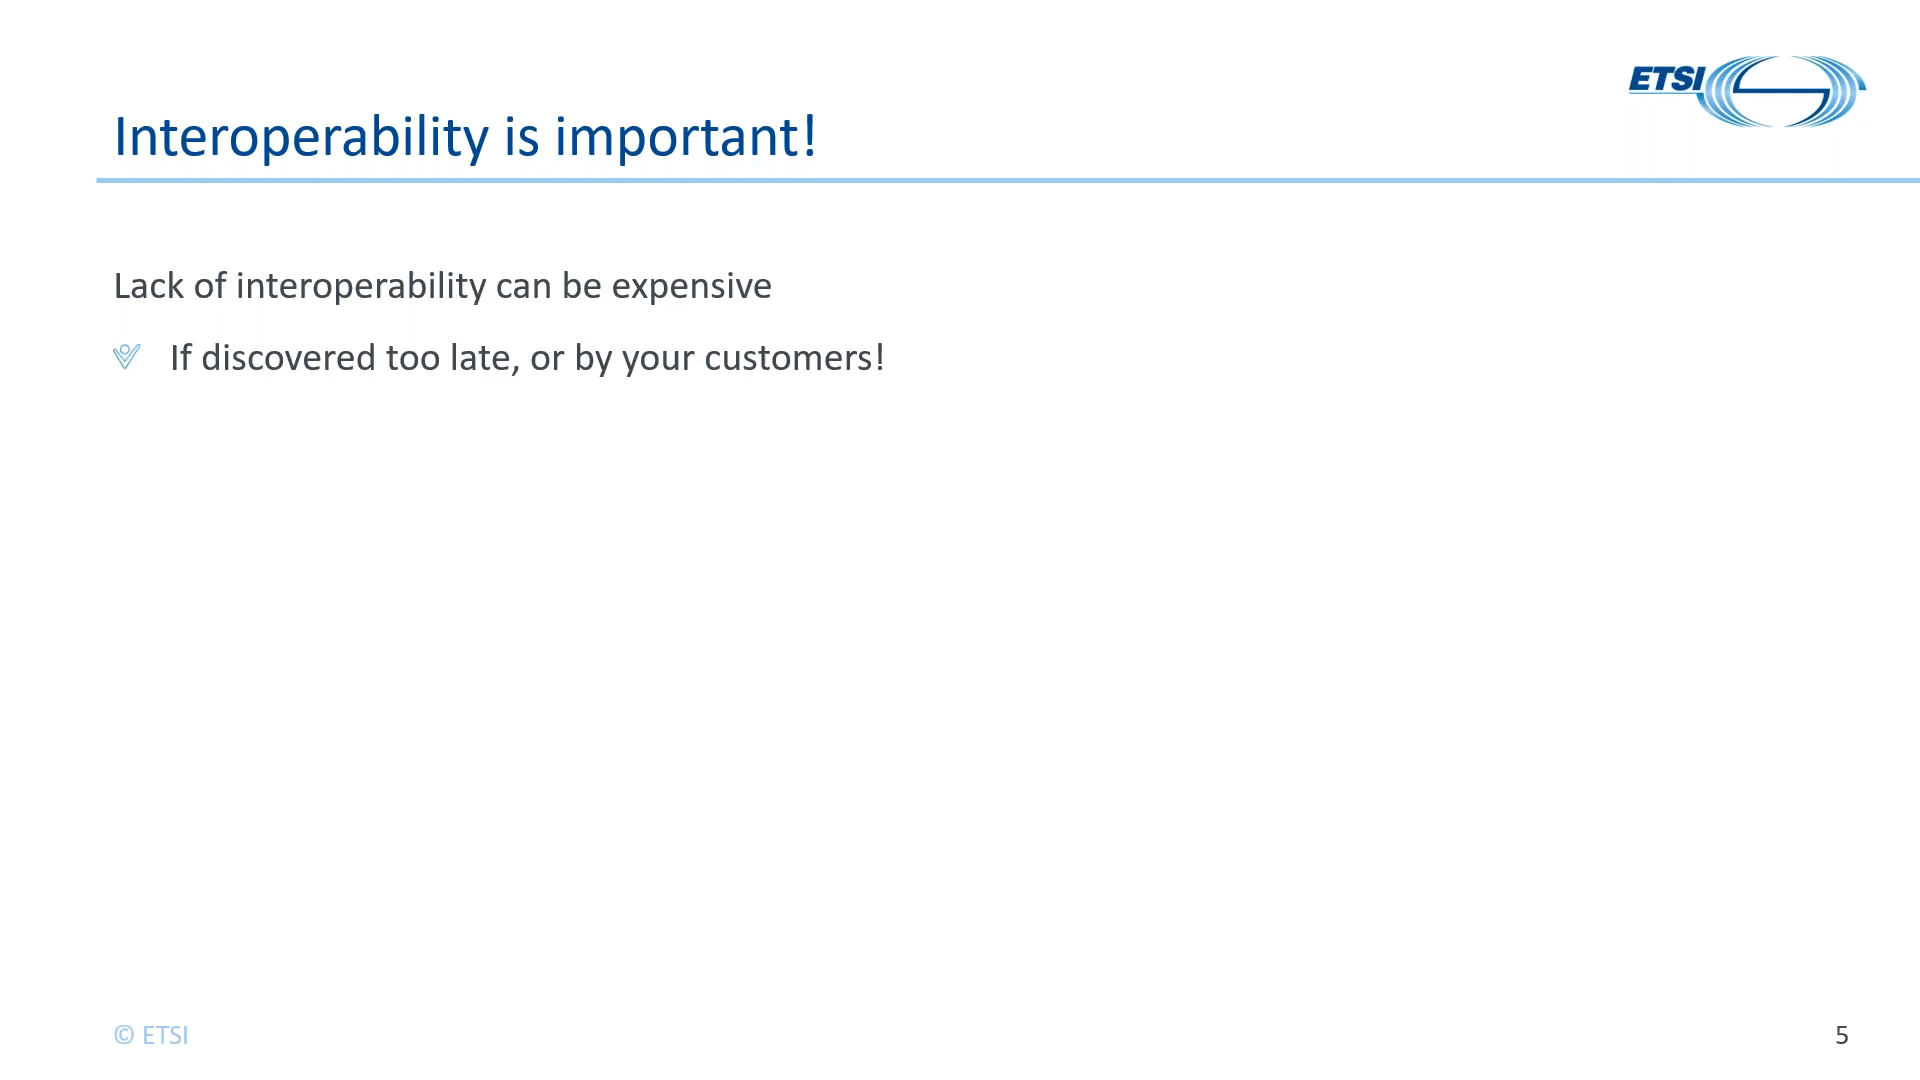 ETSI
Interoperability is important!
Lack of interoperability can be expensive
If discovered too late, or by your customers!
© ETSI
5